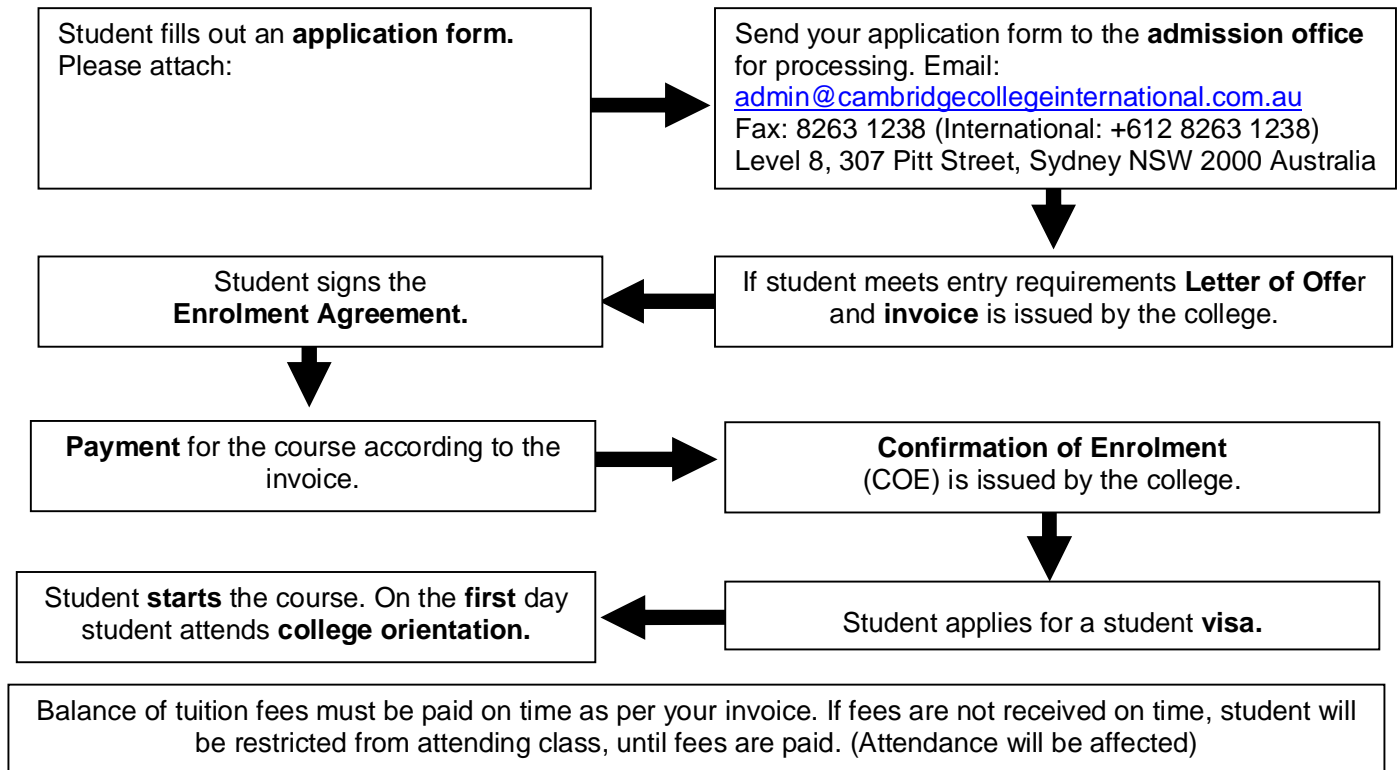 Student fills out an application form.
Please attach:
Send your application form to the admission office
for processing. Email:
admin@cambridgecollegeinternational.com.au
Fax: 8263 1238 (International: +612 8263 1238)
Level 8, 307 Pitt Street, Sydney NSW 2000 Australia
If student meets entry requirements Letter of Offer
and invoice is issued by the college.
Student signs the
Enrolment Agreement.
Payment for the course according to the
invoice.
Confirmation of Enrolment
(COE) is issued by the college.
Student applies for a student visa.
Student starts the course. On the first day
student attends college orientation.
Balance of tuition fees must be paid on time as per your invoice. If fees are not received on time, student will
be restricted from attending class, until fees are paid. (Attendance will be affected)